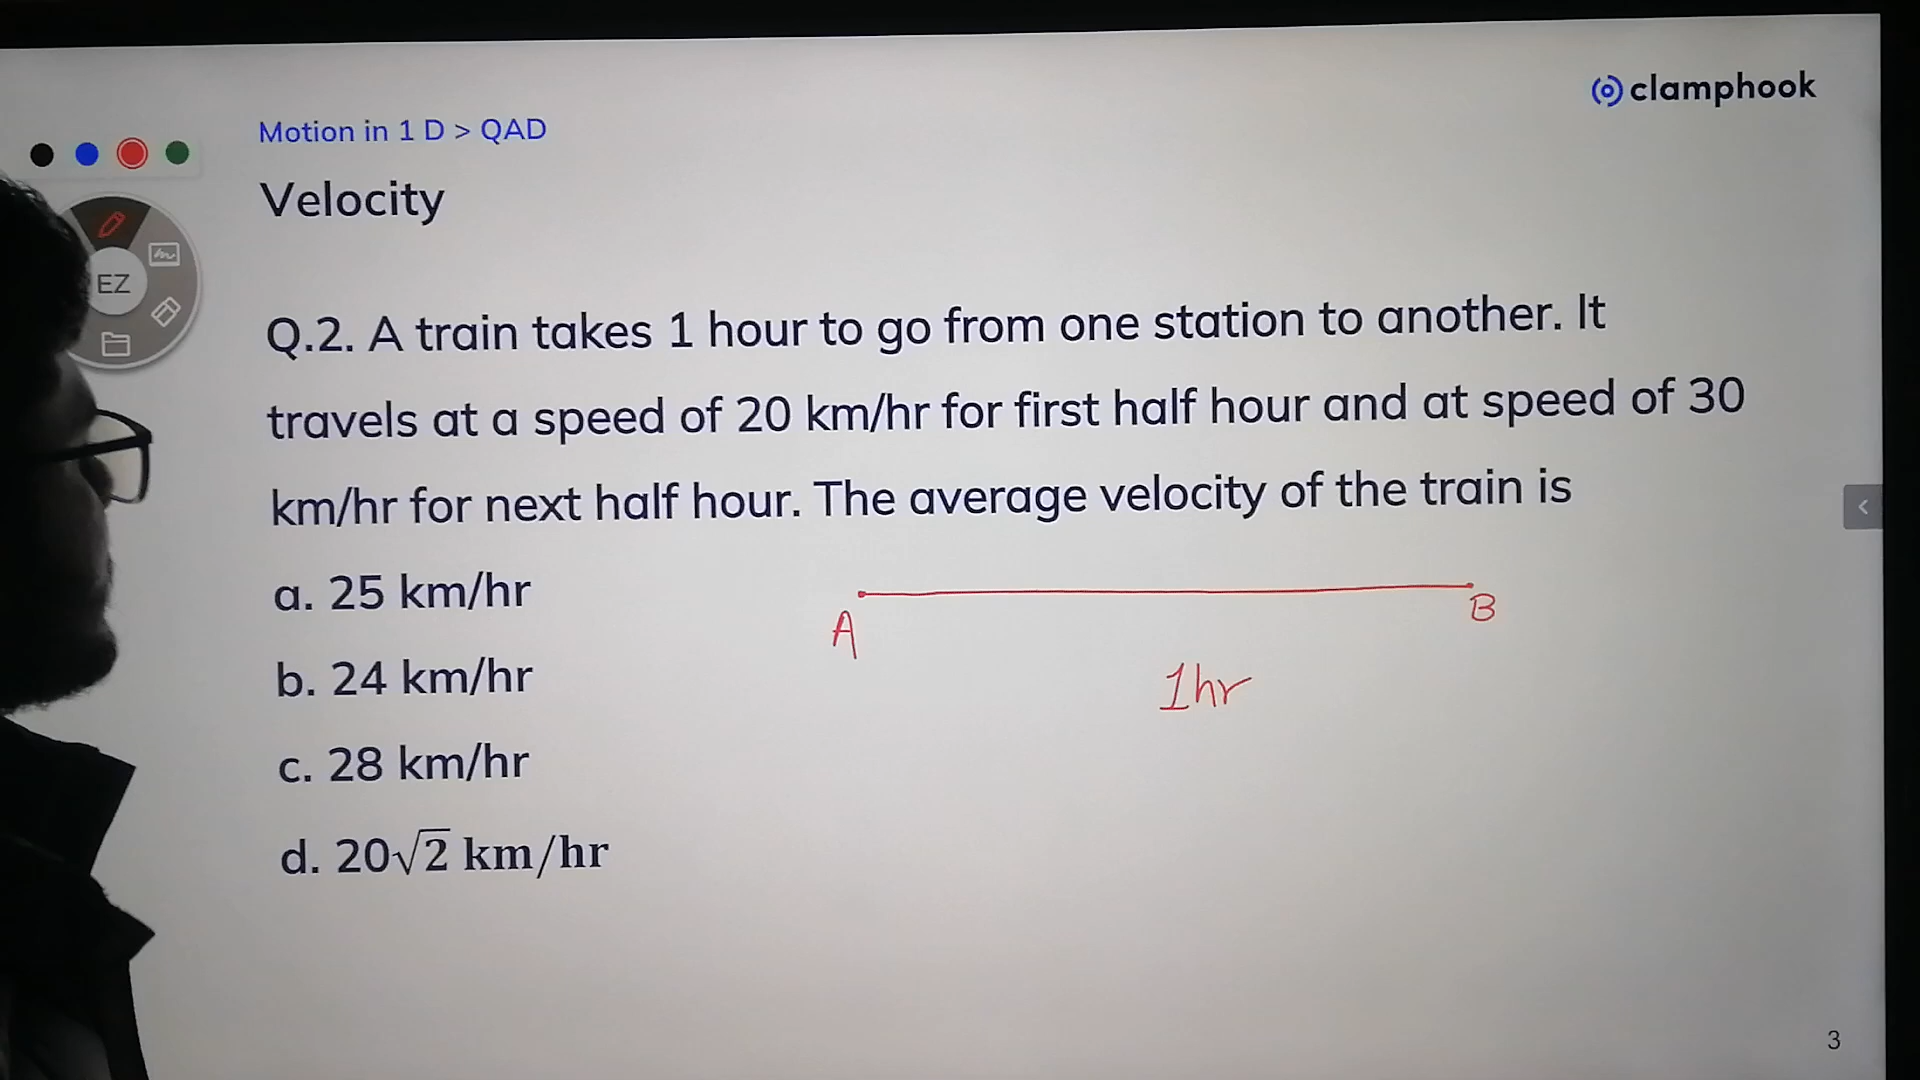 clamphook
Motion in 1 D > QAD
Velocity
EZ
Q.2. A train takes 1 hour to go from one station to another. It
travels at a speed of 20 km/hr for first half hour and at speed of 30
km/hr for next half hour. The average velocity of the train is
a. 25 km/hr
A B
b. 24 km/hr
1hr
c. 28 km/hr
d. 20√2 km/hr
3